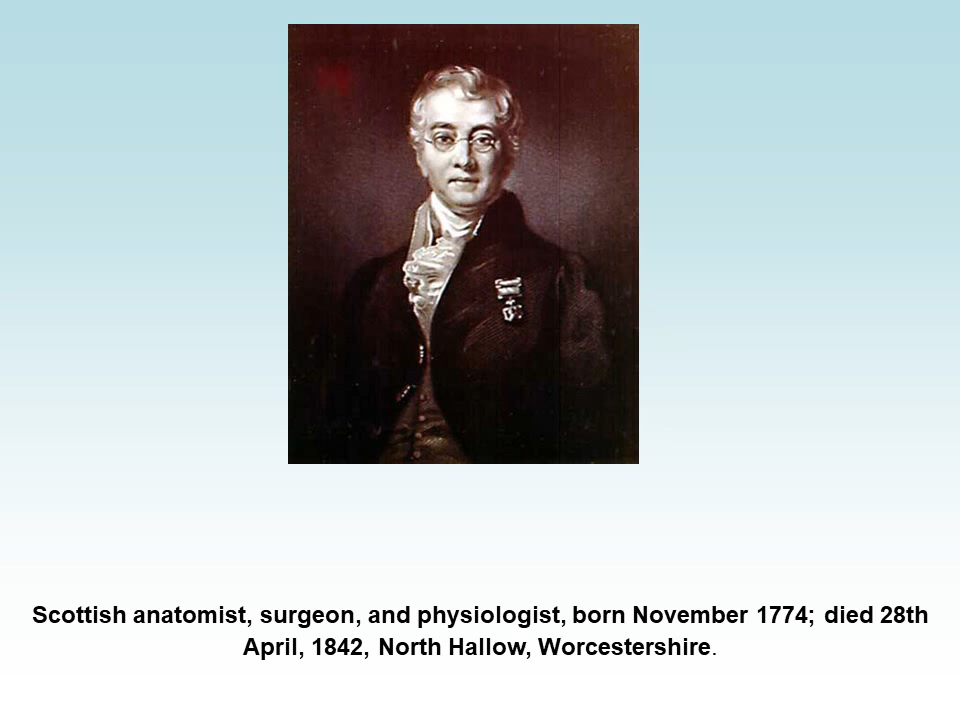 Scottish anatomist, surgeon, and physiologist, born November 1774; died 28th
April, 1842, North Hallow, Worcestershire.